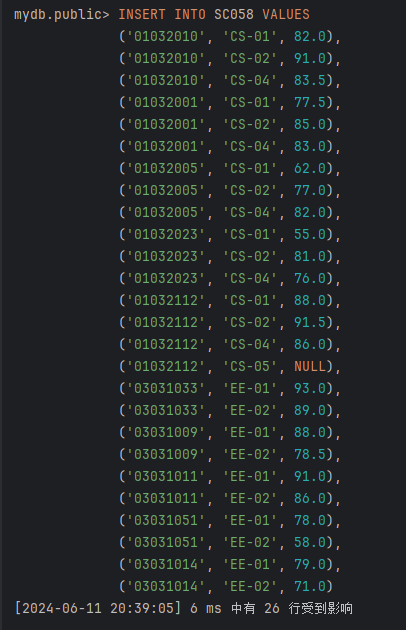 mydb.public> INSERT INTO SC058 VALUES
('01032010', 'CS-01', 82.0),
('01032010', 'CS-02', 91.0),
('01032010', 'CS-04', 83.5),
('01032001', 'CS-01', 77.5),
('01032001', 'CS-02', 85.0),
('01032001', 'CS-04', 83.0),
('01032005', 'CS-01', 62.0),
('01032005', 'CS-02', 77.0),
('01032005', 'CS-04', 82.0),
('01032023', 'CS-01', 55.0),
('01032023', 'CS-02', 81.0),
('01032023', 'CS-04', 76.0),
('01032112', 'CS-01', 88.0),
('01032112', 'CS-02', 91.5),
('01032112', 'CS-04', 86.0),
('01032112', 'CS-05', NULL),
('03031033', 'EE-01', 93.0),
('03031033', 'EE-02', 89.0),
('03031009', 'EE-01', 88.0),
('03031009', 'EE-02', 78.5),
('03031011', 'EE-01', 91.0),
('03031011', 'EE-02', 86.0),
('03031051', 'EE-01', 78.0),
('03031051', 'EE-02', 58.0),
('03031014', 'EE-01', 79.0),
('03031014', 'EE-02', 71.0)
[2024-06-11 20:39:05] 6 ms 中有 26 行受到影响